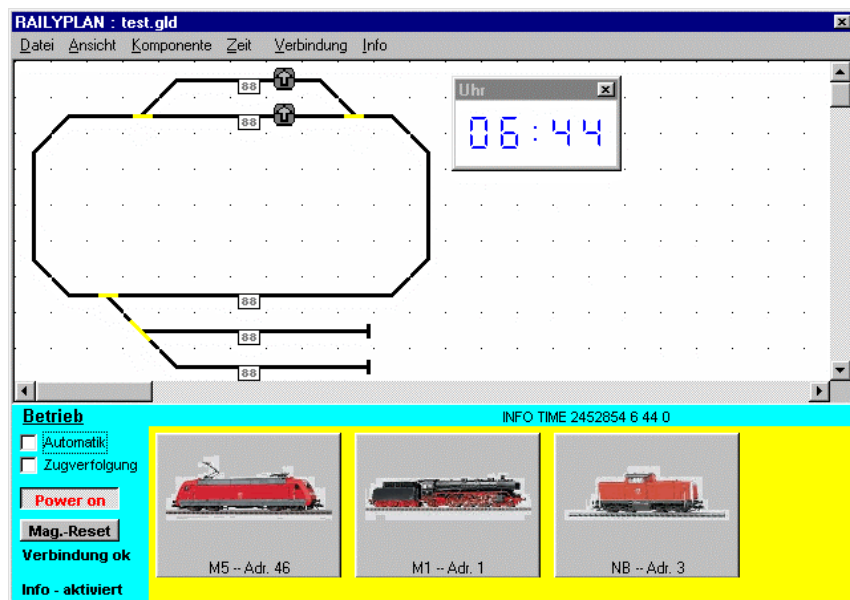 RAILYPLAN : test.gld
Datei Ansicht Komponente Zeit Verbindung Info
88
Uhr
88
06:44
88
88
88
Betrieb
INFO TIME 2452854 6 44 0
Automatik
Zugverfolgung
Power on
Mag.-Reset
Verbindung ok
Info - aktiviert
M5 -- Adr. 46
M1 -- Adr. 1
NB -- Adr. 3